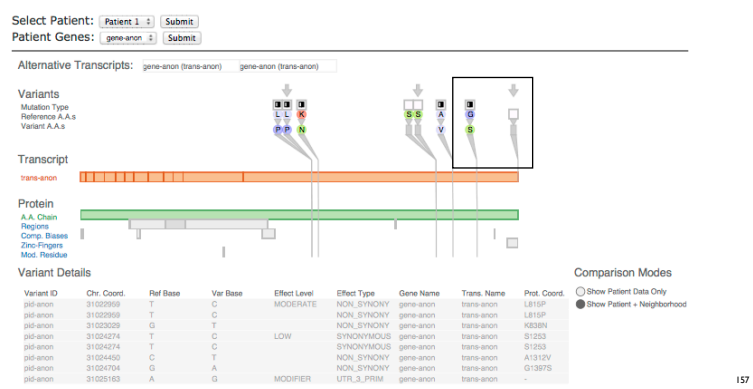 Select Patient: Patient 1 Submit
Patient Genes: gene-anon Submit
Alternative Transcripts: gene-anon (trans-anon) gene-anon (trans-anon)
Variants
Mutation Type
Reference A.A.s L L K S S A G
Variant A.A.s P P N V S
Transcript
trans-anon
Protein
A.A. Chain
Regions
Comp. Biases
Zinc-Fingers
Mod. Residue
Variant Details
Comparison Modes
Variant ID Chr. Coord. Ref Base Var Base Effect Level Effect Type Gene Name Trans. Name Prot. Coord.
pid-anon 31022959 T C MODERATE NON_SYNONY gene-anon trans-anon L815P
pid-anon 31022959 T C NON_SYNONY gene-anon trans-anon L815P
pid-anon 31023029 G T NON_SYNONY gene-anon trans-anon K838N
pid-anon 31024274 T C LOW SYNONYMOUS gene-anon trans-anon S1253
pid-anon 31024274 T C SYNONYMOUS gene-anon trans-anon S1253
pid-anon 31024450 C T NON_SYNONY gene-anon trans-anon A1312V
pid-anon 31024704 G A NON_SYNONY gene-anon trans-anon G1397S
pid-anon 31025163 A G MODIFIER UTR_3_PRIM gene-anon trans-anon -
Show Patient Data Only
Show Patient + Neighborhood
157